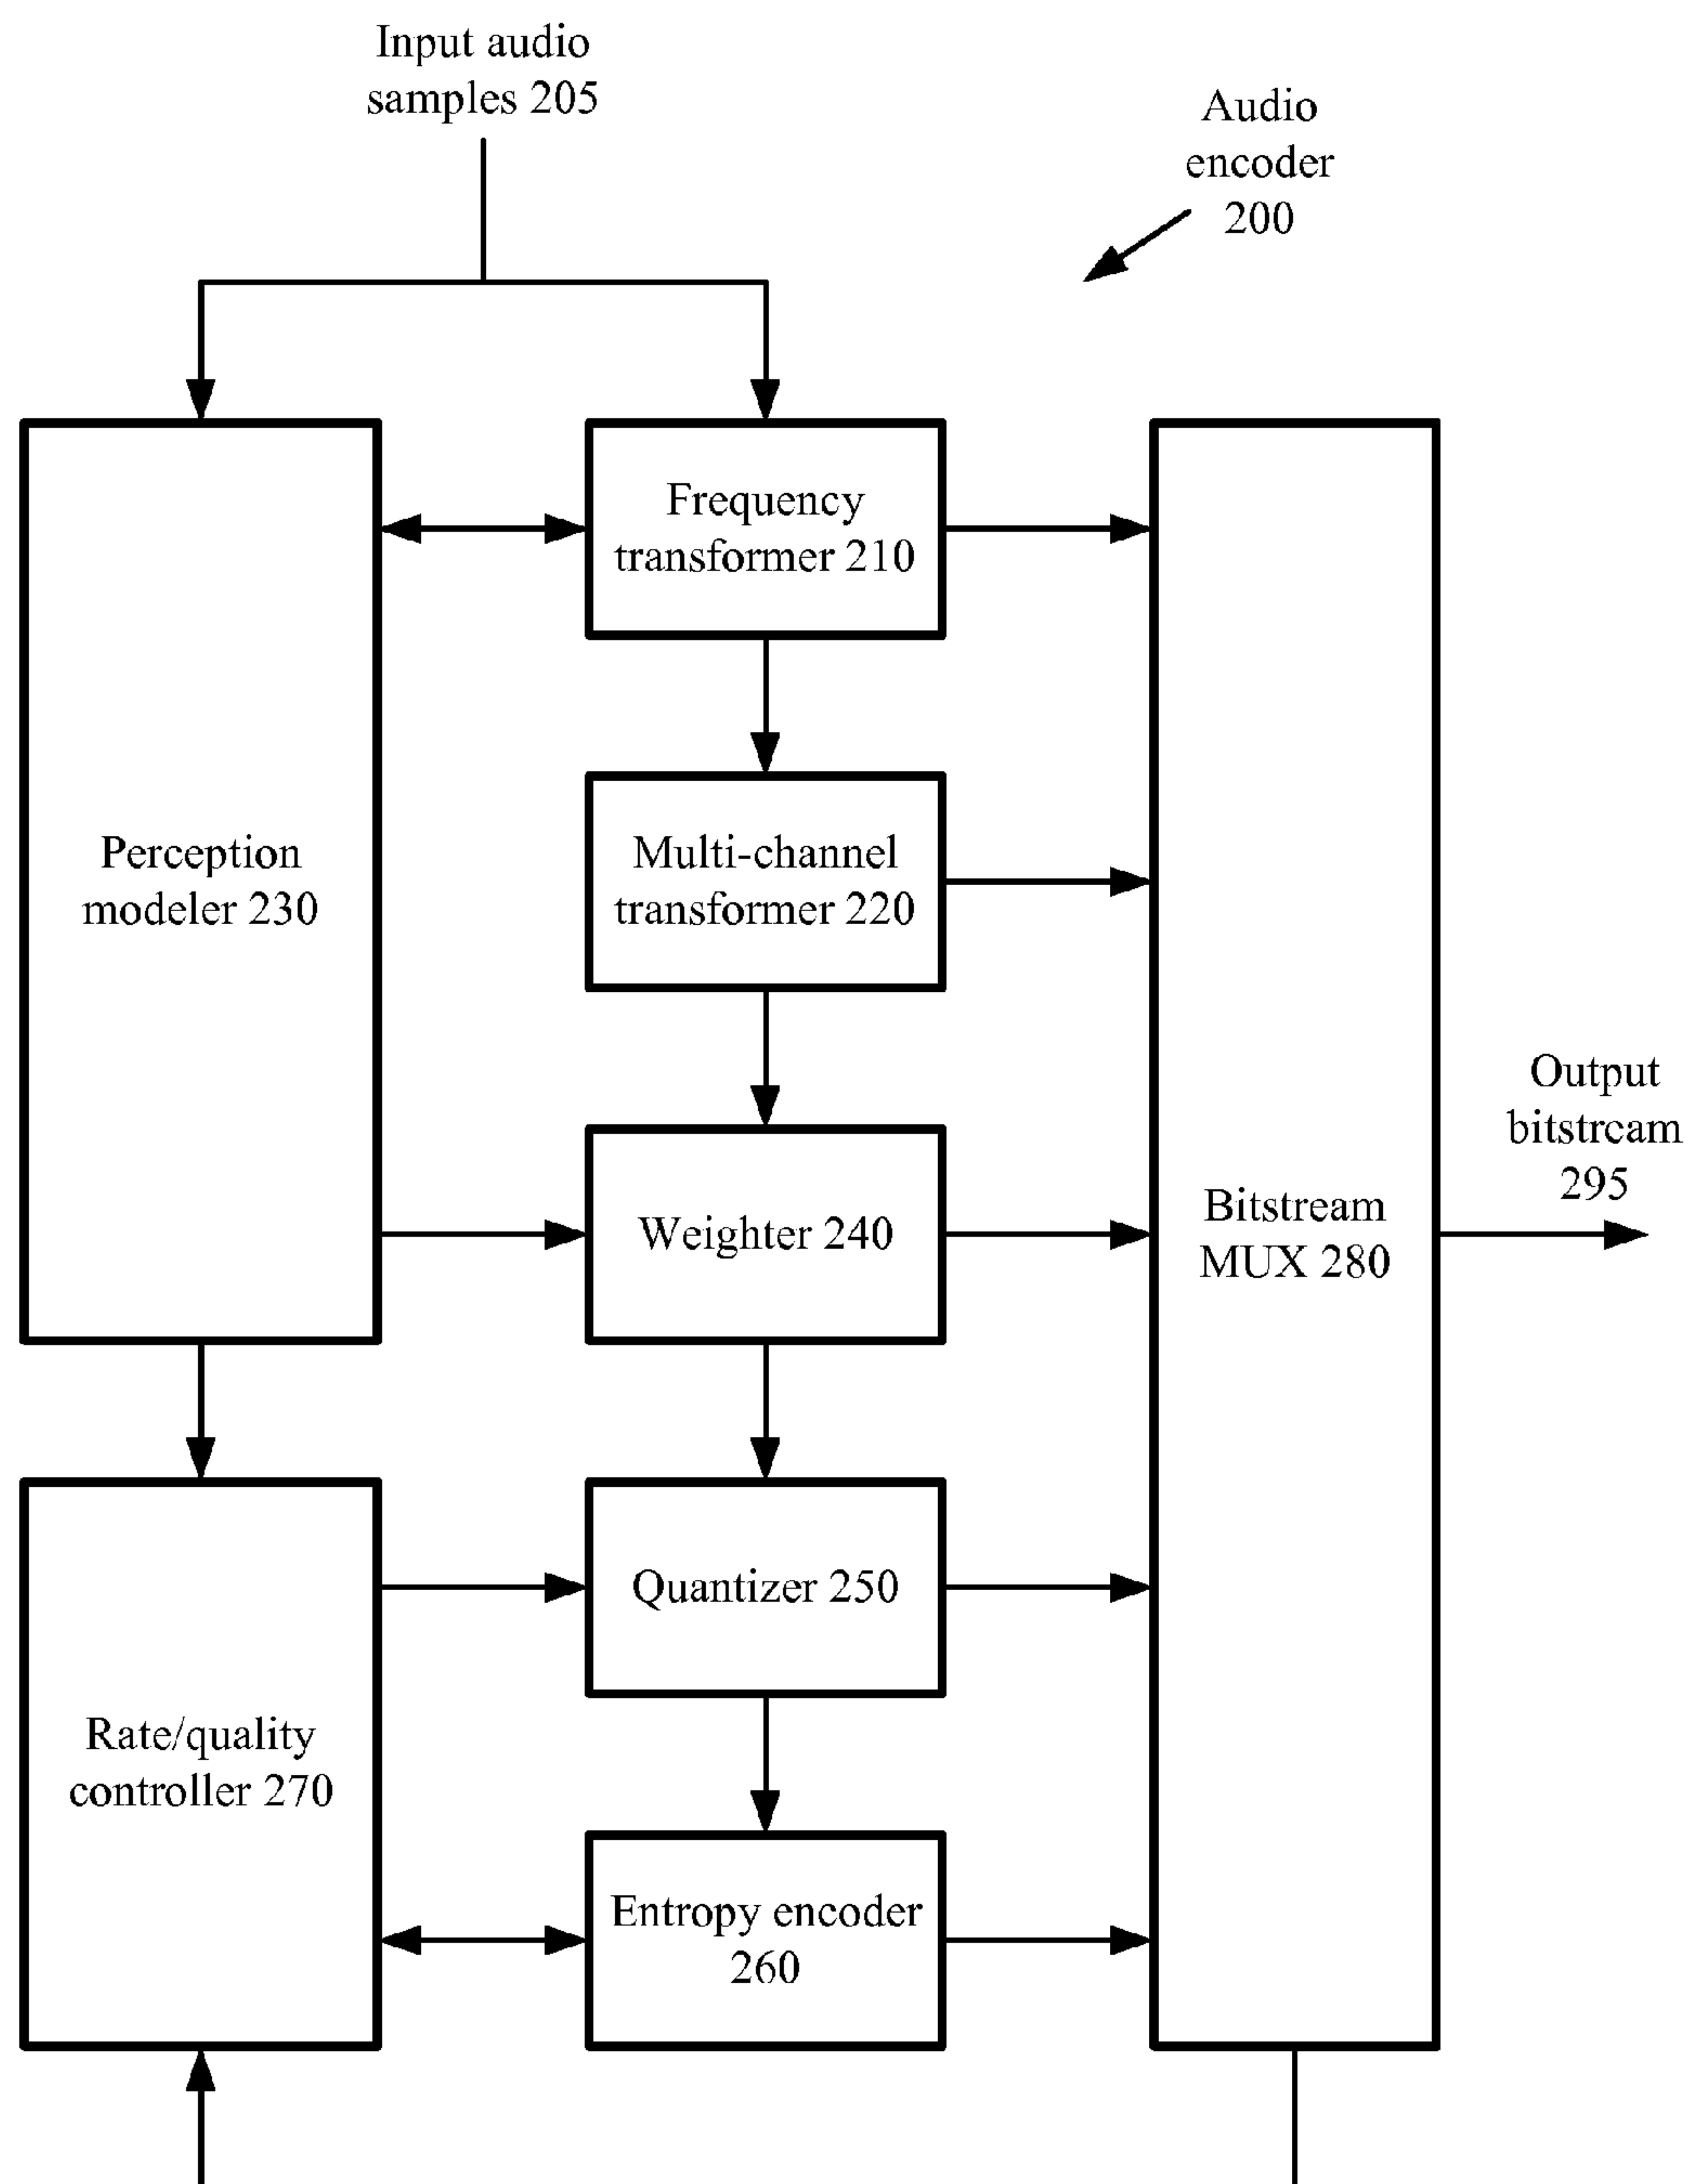 Input audio
samples 205
Audio
encoder
200
Frequency
transformer 210
Perception
modeler 230
Multi-channel
transformer 220
Output
bitstream
295
Weighter 240
Bitstream
MUX 280
Quantizer 250
Rate/quality
controller 270
Entropy encoder
260